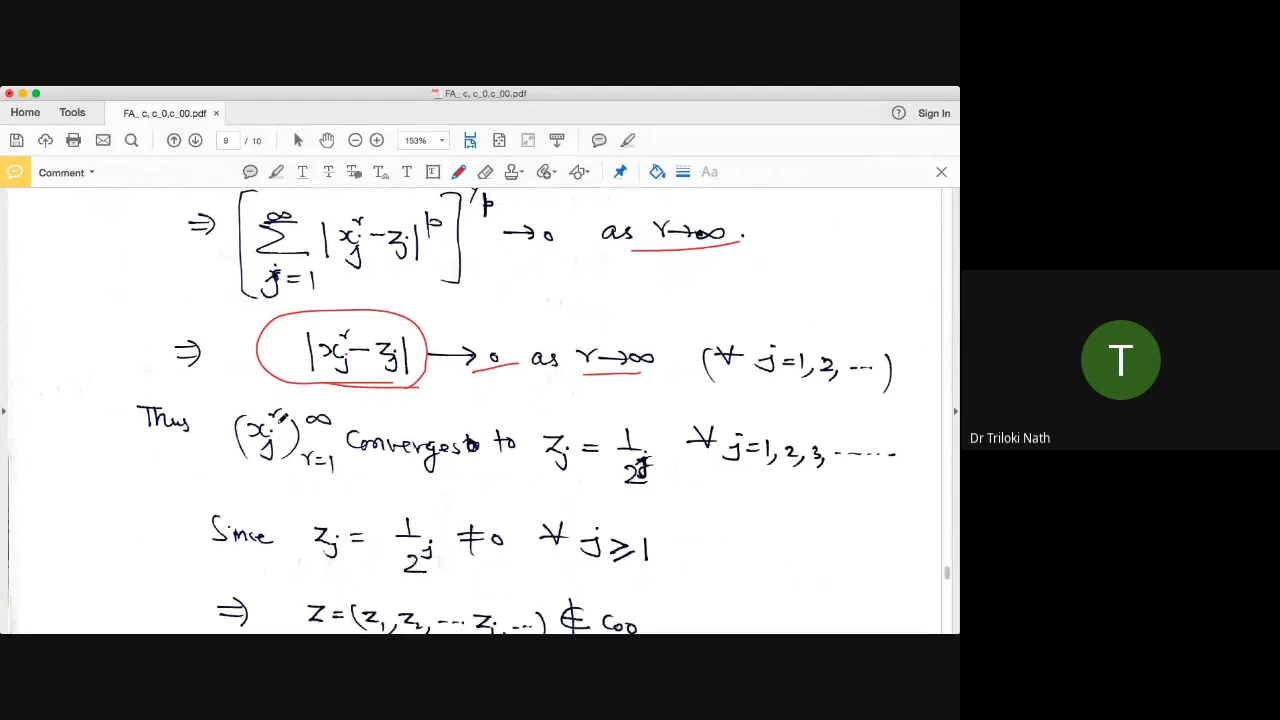 FA_ c, c_0,c_00.pdf
Home Tools FA_ c, c_0,c_00.pdf × Sign In
9 / 10 153%
Comment
⇒ [ ∑_{j=1}^{∞} | x_j^r - z_j |^p ]^{1/p} → 0 as r→∞.
⇒ | x_j^r - z_j | → 0 as r→∞ (∀ j=1, 2, ...)
Thus (x_j^r)_{r=1}^∞ Converges to z_j = 1/2^j ∀ j=1, 2, 3, ......
Since z_j = 1/2^j ≠ 0 ∀ j ≥ 1
⇒ z = (z_1, z_2, ... z_j, ...) ∉ C_00
T
Dr Triloki Nath